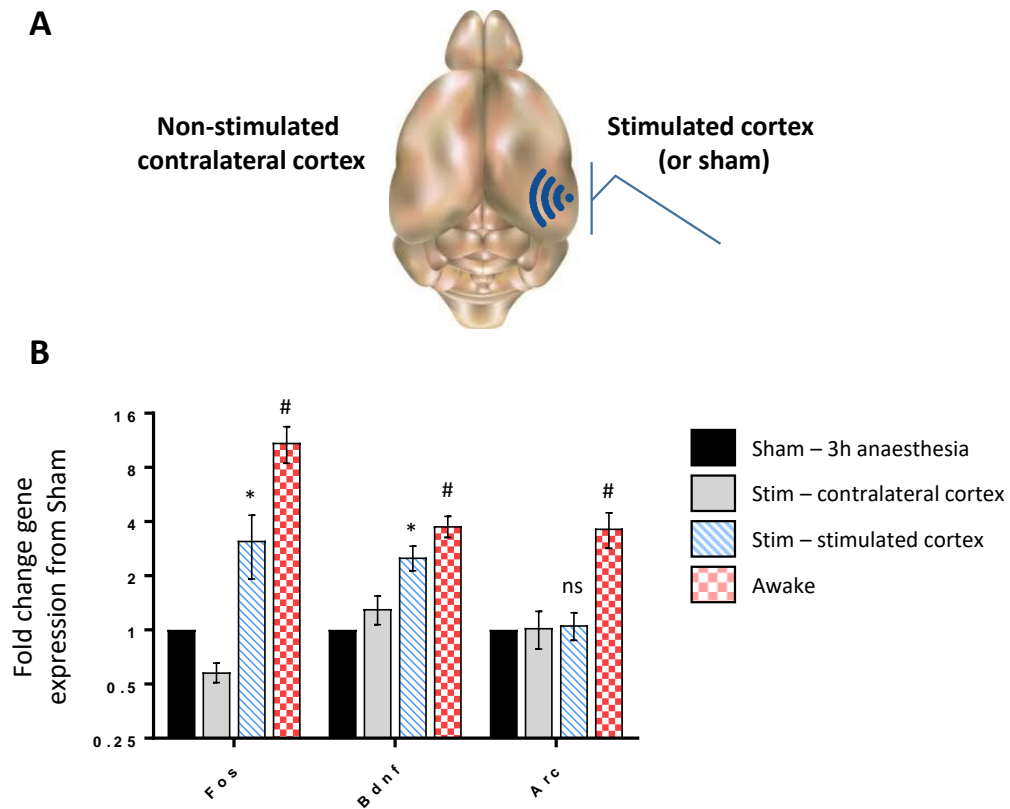 A
Non-stimulated
contralateral cortex
Stimulated cortex
(or sham)
B
Fold change gene
expression from Sham
16
8
4
2
1
0.5
0.25
*
#
*
#
ns
#
Fos
Bdnf
Arc
Sham – 3h anaesthesia
Stim – contralateral cortex
Stim – stimulated cortex
Awake